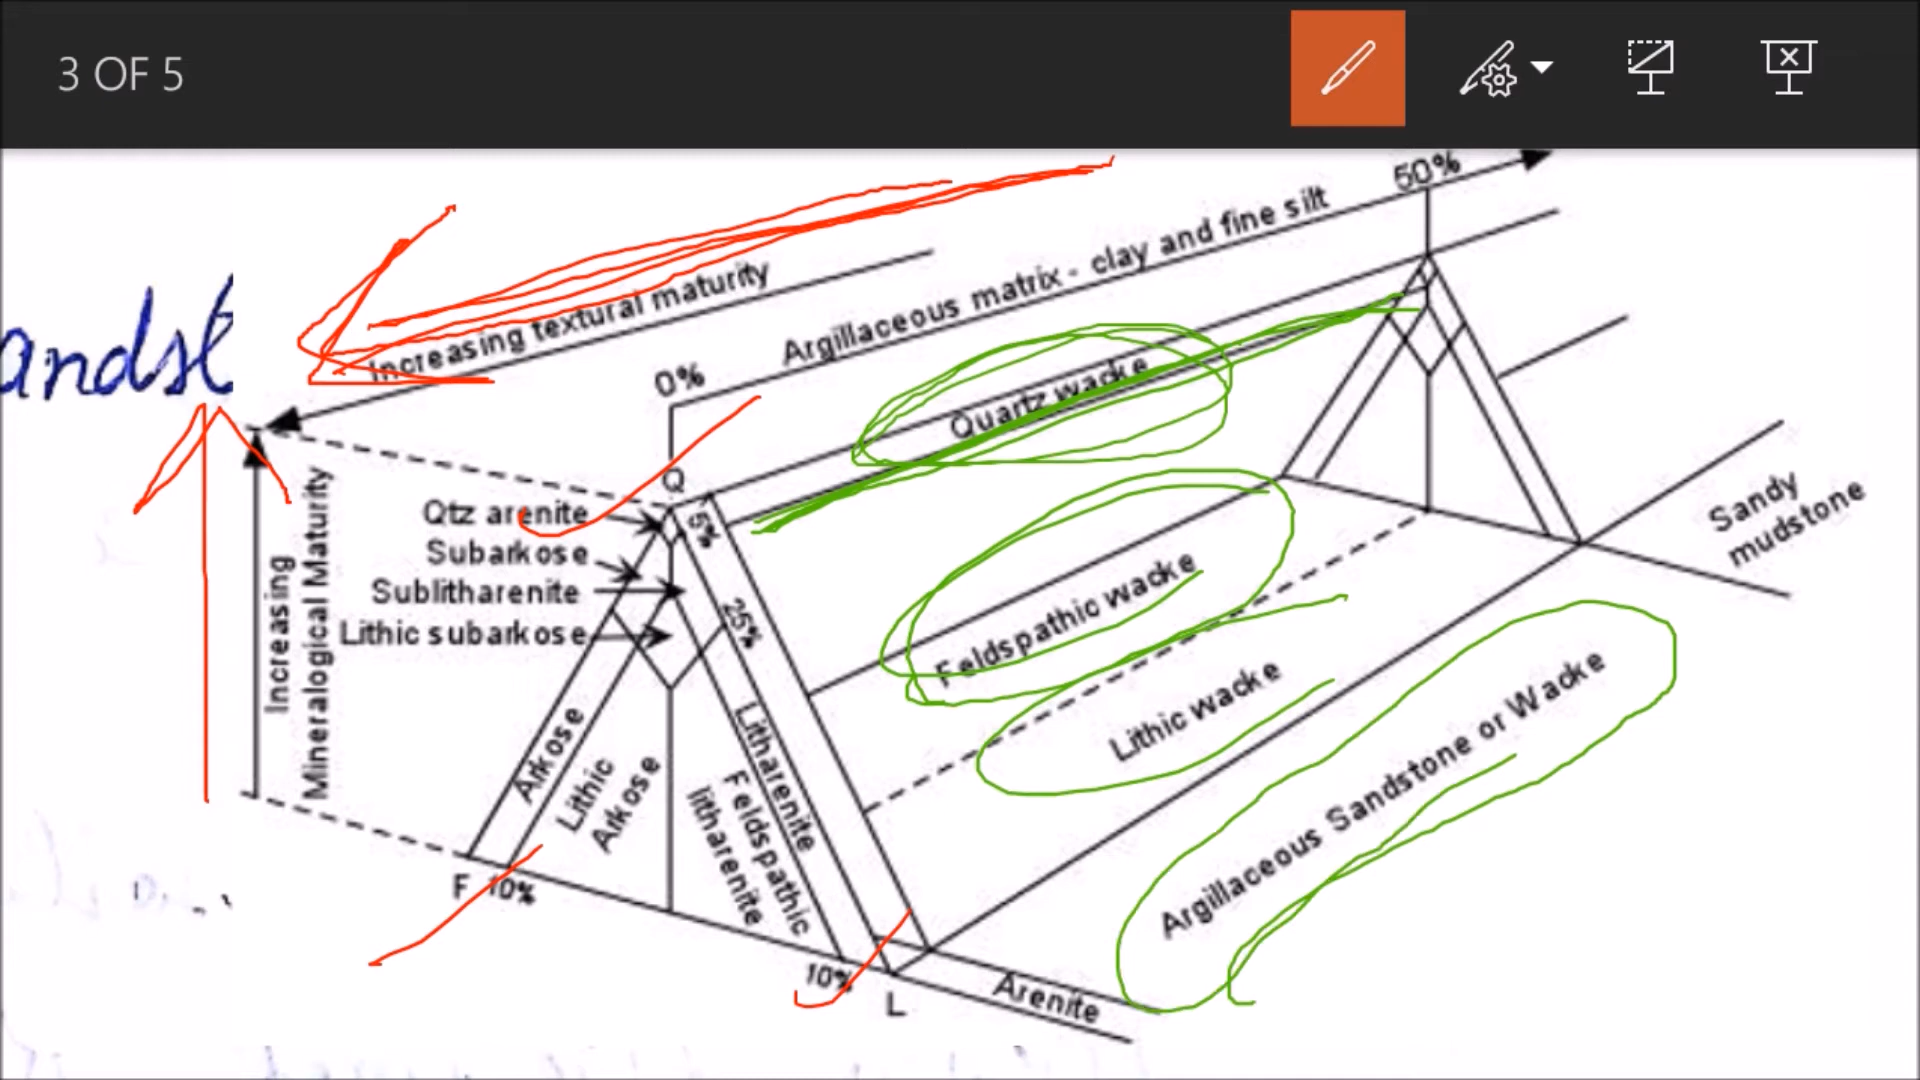 3 OF 5
50%
Argillaceous matrix - clay and fine silt
Increasing textural maturity
andst
0%
Quartz wacke
Q
Qtz arenite
5%
Subarkose
Sublitharenite
25%
Lithic subarkose
Increasing
Mineralogical Maturity
Feldspathic wacke
Lithic wacke
Sandy
mudstone
Argillaceous Sandstone or Wacke
Arkose
Lithic
Arkose
Litharenite
Feldspathic
litharenite
F 10%
10%
L
Arenite